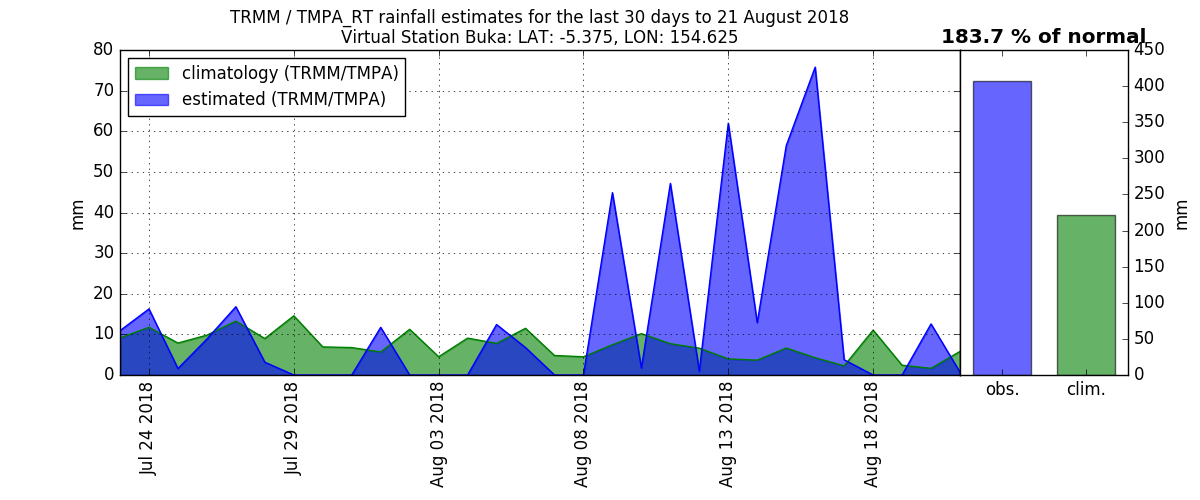 TRMM / TMPA_RT rainfall estimates for the last 30 days to 21 August 2018
Virtual Station Buka: LAT: -5.375, LON: 154.625
183.7 % of normal
climatology (TRMM/TMPA)
estimated (TRMM/TMPA)
mm
80
70
60
50
40
30
20
10
0
Jul 24 2018
Jul 29 2018
Aug 03 2018
Aug 08 2018
Aug 13 2018
Aug 18 2018
obs.
clim.
450
400
350
300
250
200
150
100
50
0
mm